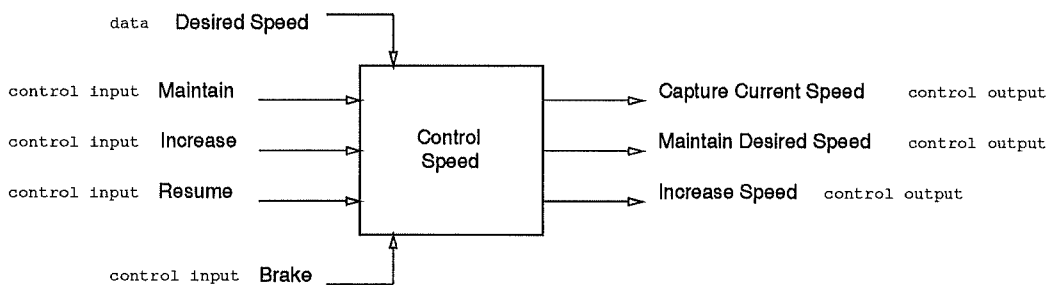 data Desired Speed
control input Maintain
control input Increase
control input Resume
control input Brake
Control
Speed
Capture Current Speed control output
Maintain Desired Speed control output
Increase Speed control output